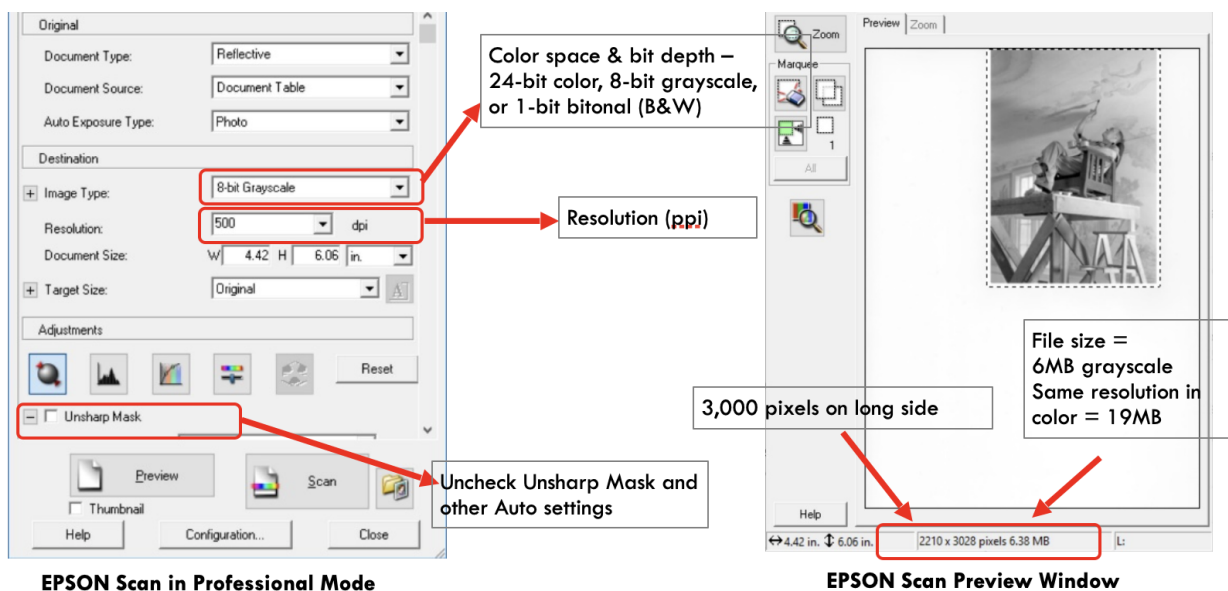 Original
Document Type: Reflective
Document Source: Document Table
Auto Exposure Type: Photo
Destination
Image Type: 8-bit Grayscale
Resolution: 500 dpi
Document Size: W 4.42 H 6.06 in.
Target Size: Original
Adjustments
Reset
Unsharp Mask
Preview
Scan
Thumbnail
Help
Configuration...
Close
EPSON Scan in Professional Mode
Color space & bit depth –
24-bit color, 8-bit grayscale,
or 1-bit bitonal (B&W)
Resolution (ppi)
Uncheck Unsharp Mask and
other Auto settings
3,000 pixels on long side
Zoom
Preview
Zoom
Marquee
1
All
File size =
6MB grayscale
Same resolution in
color = 19MB
Help
4.42 in. 6.06 in.
2210 x 3028 pixels 6.38 MB
L:
EPSON Scan Preview Window